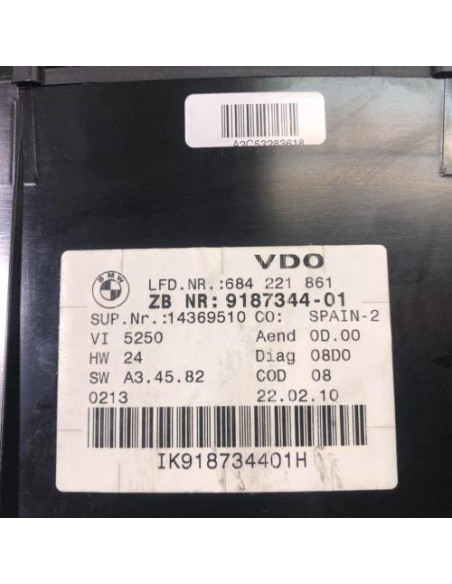 A2C53283618
VDO
BMW
LFD.NR.:684 221 861
ZB NR:9187344-01
SUP.Nr.:14369510 CO: SPAIN-2
VI 5250 Aend 0D.00
HW 24 Diag 08D0
SW A3.45.82 COD 08
0213 22.02.10
IK918734401H